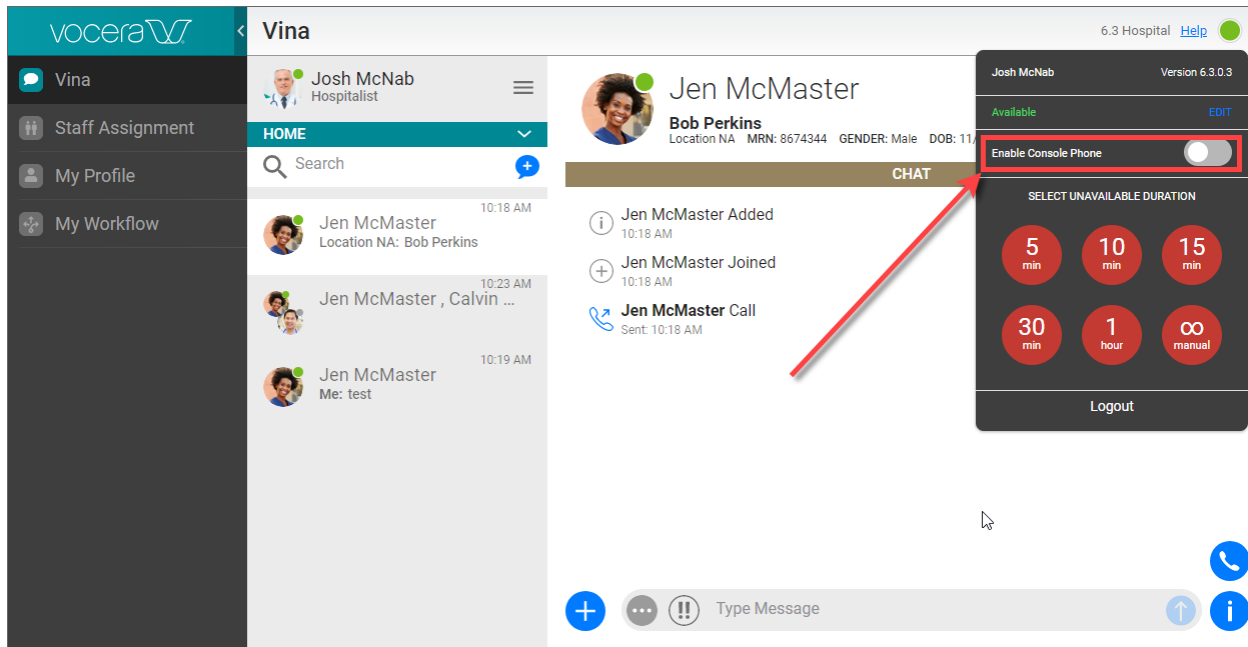 vocera
Vina
6.3 Hospital Help
Vina
Staff Assignment
My Profile
My Workflow
Josh McNab
Hospitalist
HOME
Search
10:18 AM
Jen McMaster
Location NA: Bob Perkins
10:23 AM
Jen McMaster , Calvin ...
10:19 AM
Jen McMaster
Me: test
Jen McMaster
Bob Perkins
Location NA MRN: 8674344 GENDER: Male DOB: 11/
CHAT
Jen McMaster Added
10:18 AM
Jen McMaster Joined
10:18 AM
Jen McMaster Call
Sent: 10:18 AM
Type Message
Josh McNab Version 6.3.0.3
Available EDIT
Enable Console Phone
SELECT UNAVAILABLE DURATION
5 10 15
min min min
30 1 ∞
min hour manual
Logout